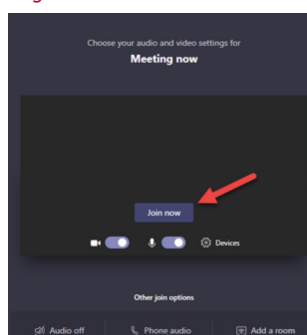 Choose your audio and video settings for
Meeting now
Join now
Devices
Other join options
Audio off
Phone audio
Add a room